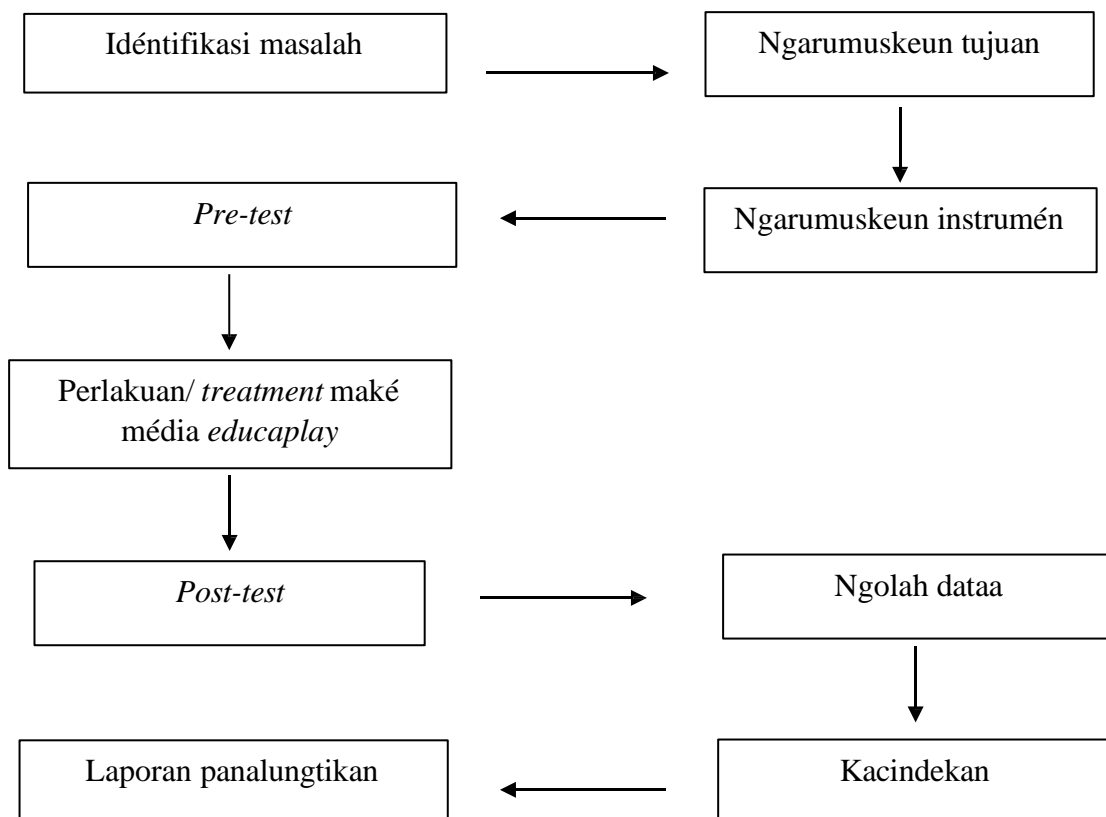 Idéntifikasi masalah
Ngarumuskeun tujuan
Pre-test
Ngarumuskeun instrumén
Perlakuan/ treatment maké
média educaplay
Post-test
Ngolah dataa
Laporan panalungtikan
Kacindekan